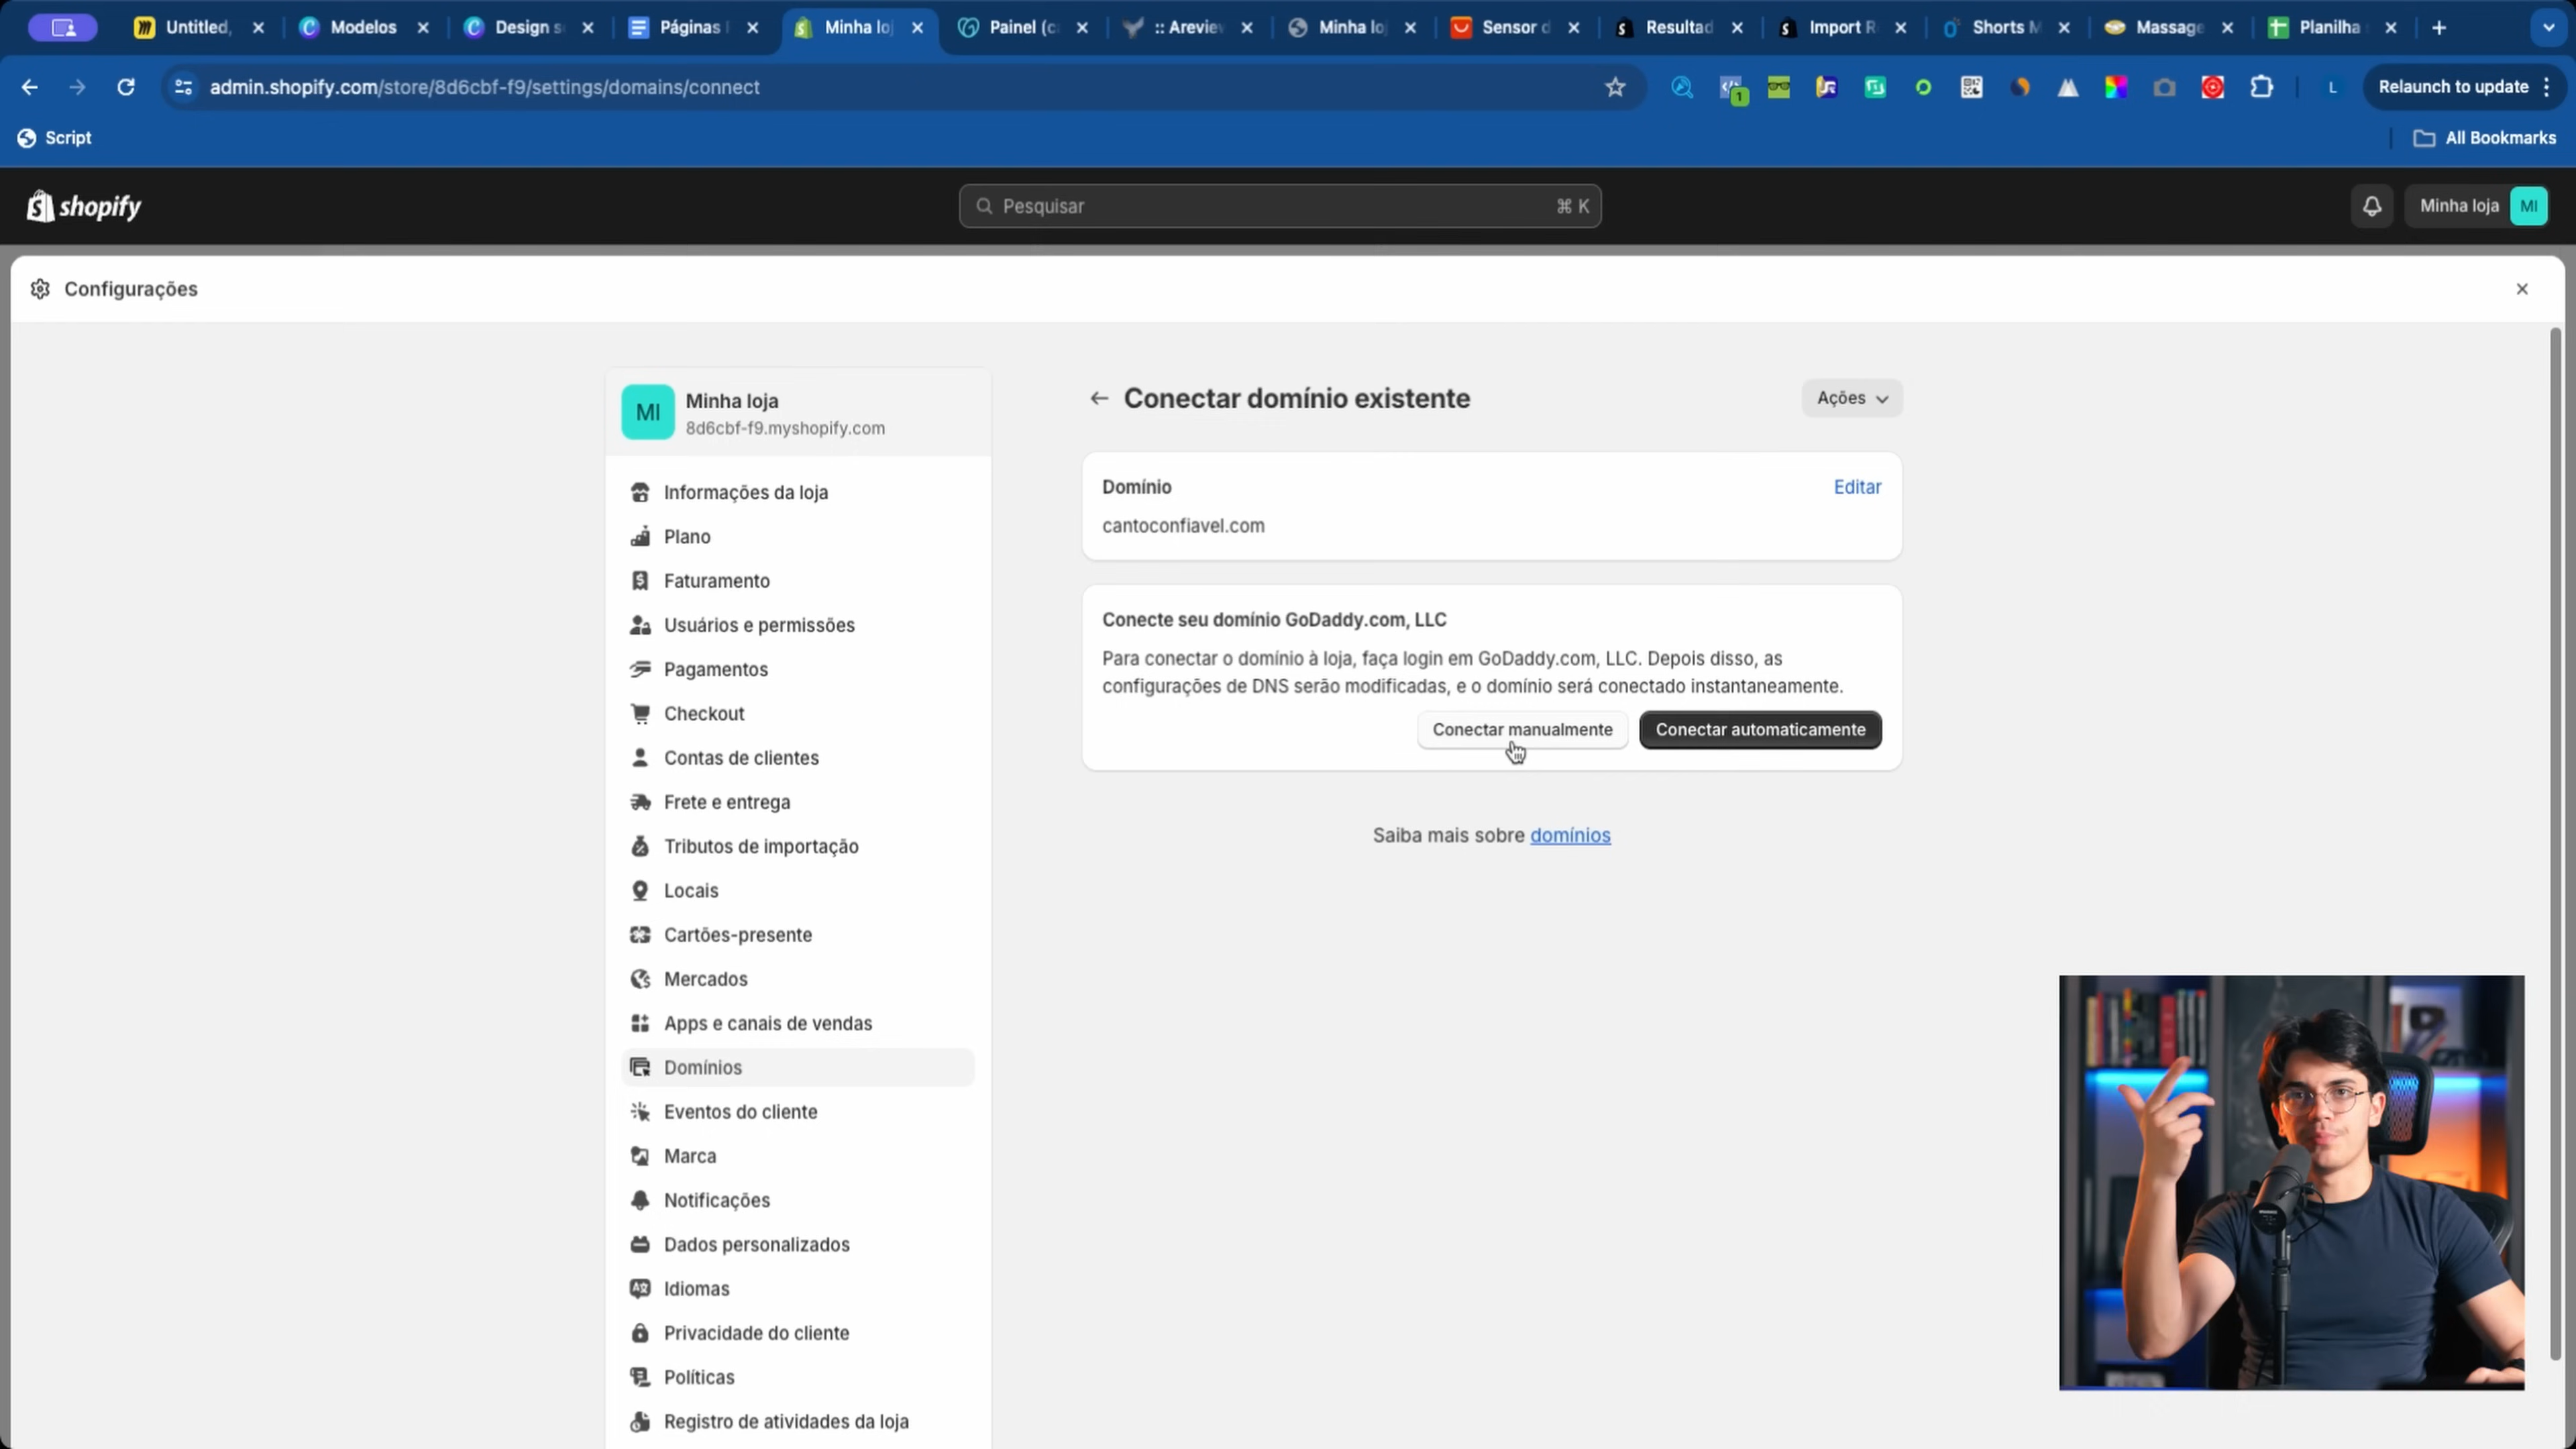 Untitled,
Modelos
Design s
Páginas
Minha loj
Painel (c
:: Areview
Minha loj
Sensor d
Resultad
Import R
Shorts M
Massage
Planilha
admin.shopify.com/store/8d6cbf-f9/settings/domains/connect
1
L
Relaunch to update
Script
All Bookmarks
shopify
Pesquisar
⌘ K
Minha loja
MI
Configurações
MI
Minha loja
8d6cbf-f9.myshopify.com
Informações da loja
Plano
Faturamento
Usuários e permissões
Pagamentos
Checkout
Contas de clientes
Frete e entrega
Tributos de importação
Locais
Cartões-presente
Mercados
Apps e canais de vendas
Domínios
Eventos do cliente
Marca
Notificações
Dados personalizados
Idiomas
Privacidade do cliente
Políticas
Registro de atividades da loja
Conectar domínio existente
Ações
Domínio
Editar
cantoconfiavel.com
Conecte seu domínio GoDaddy.com, LLC
Para conectar o domínio à loja, faça login em GoDaddy.com, LLC. Depois disso, as
configurações de DNS serão modificadas, e o domínio será conectado instantaneamente.
Conectar manualmente
Conectar automaticamente
Saiba mais sobre domínios